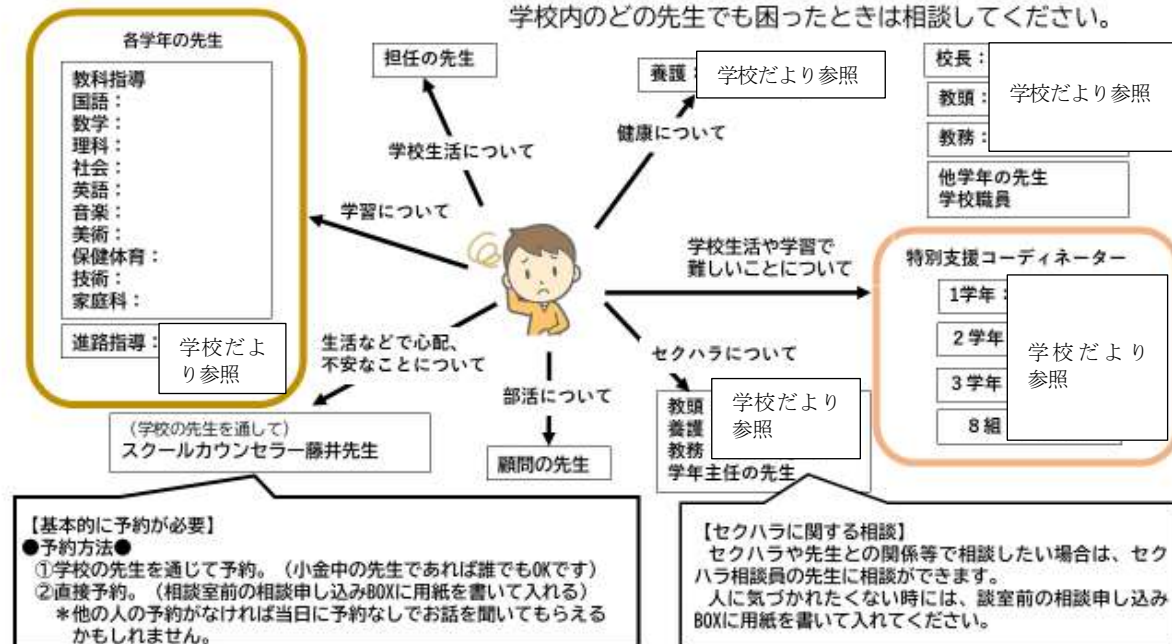 学校内のどの先生でも困ったときは相談してください。
各学年の先生
教科指導
国語：
数学：
理科：
社会：
英語：
音楽：
美術：
保健体育：
技術：
家庭科：
進路指導：
学校だよ
り参照
担任の先生
学校生活について
養護：
学校だより参照
健康について
校長：
教頭：
教務：
学校だより参照
他学年の先生
学校職員
学習について
学校生活や学習で
難しいことについて
特別支援コーディネーター
1学年：
2学年
3学年
8組
学校だより
参照
生活などで心配、
不安なことについて
(学校の先生を通して)
スクールカウンセラー藤井先生
部活について
顧問の先生
セクハラについて
教頭
養護
教務
学年主任の先生
学校だより
参照
【基本的に予約が必要】
●予約方法●
①学校の先生を通じて予約。（小金中の先生であれば誰でもOKです）
②直接予約。（相談室前の相談申し込みBOXに用紙を書いて入れる）
＊他の人の予約がなければ当日に予約なしでお話を聞いてもらえる
かもしれません。
【セクハラに関する相談】
セクハラや先生との関係等で相談したい場合は、セク
ハラ相談員の先生に相談ができます。
人に気づかれたくない時には、談室前の相談申し込み
BOXに用紙を書いて入れてください。